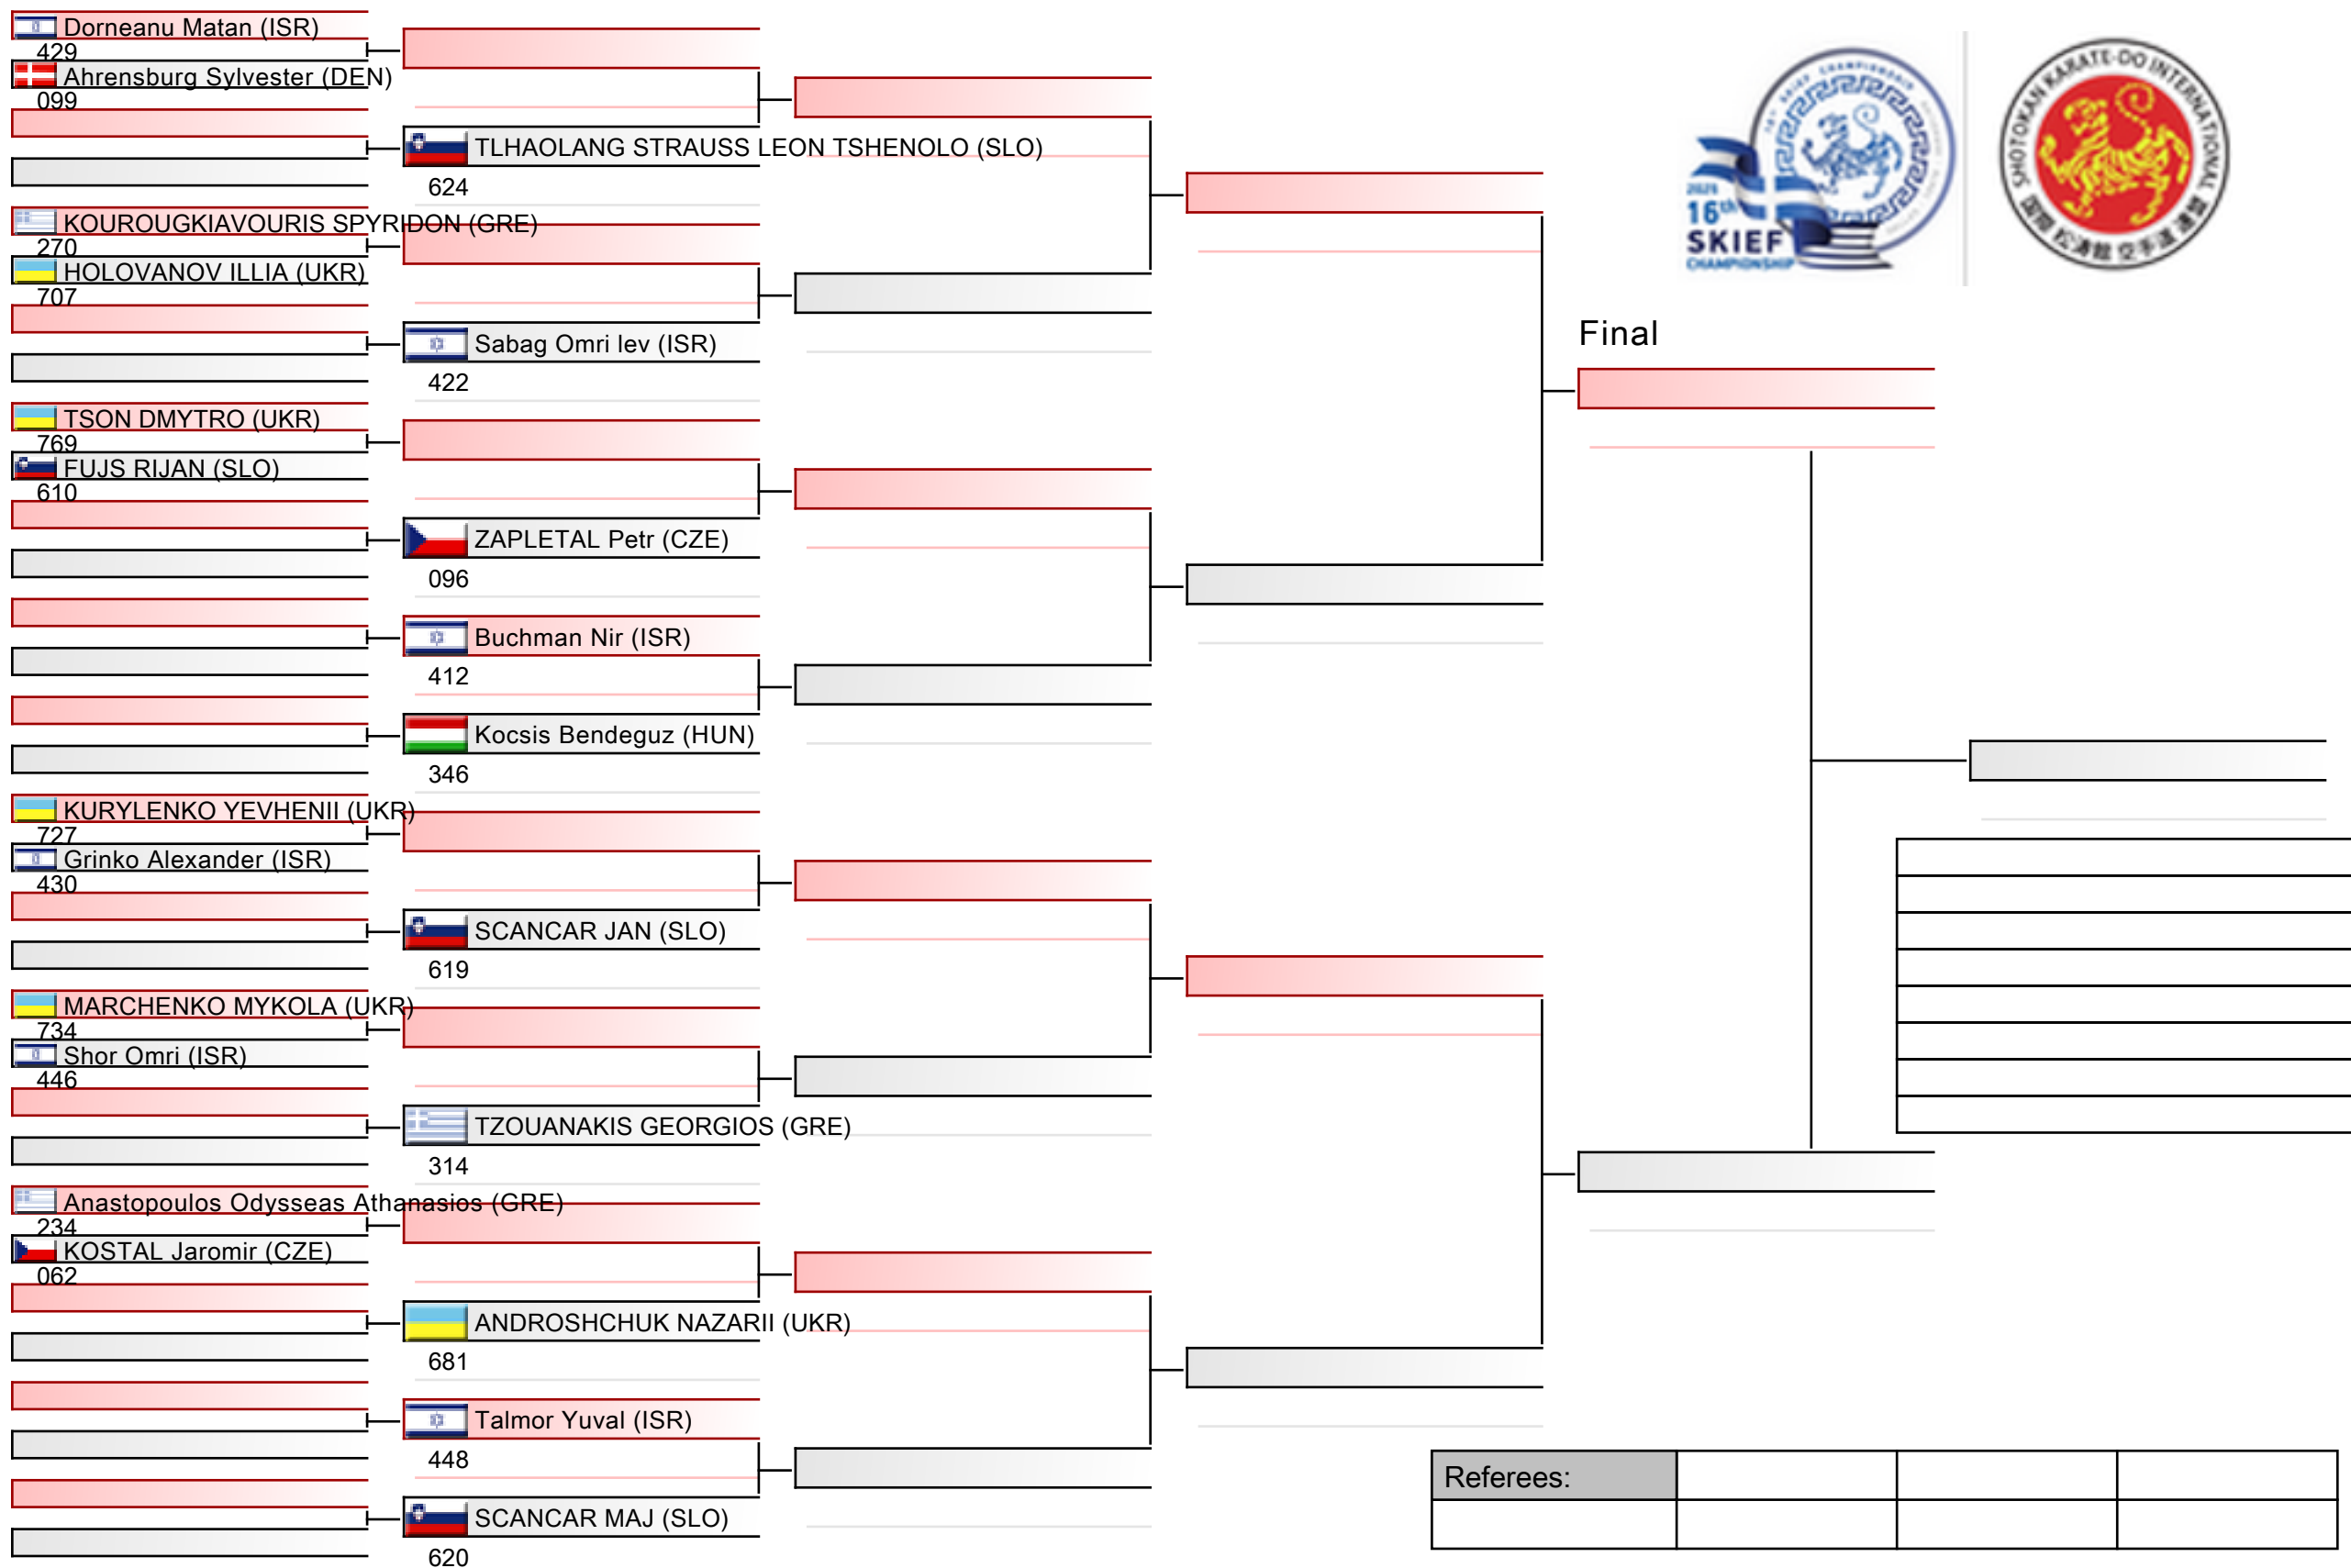 Dorneanu Matan (ISR)
429
Ahrensburg Sylvester (DEN)
099
TLHAOLANG STRAUSS LEON TSHENOLO (SLO)
624
KOUROUGKIAVOURIS SPYRIDON (GRE)
270
HOLOVANOV ILLIA (UKR)
707
Sabag Omri lev (ISR)
422
TSON DMYTRO (UKR)
769
FUJS RIJAN (SLO)
610
ZAPLETAL Petr (CZE)
096
Buchman Nir (ISR)
412
Kocsis Bendeguz (HUN)
346
KURYLENKO YEVHENII (UKR)
727
Grinko Alexander (ISR)
430
SCANCAR JAN (SLO)
619
MARCHENKO MYKOLA (UKR)
734
Shor Omri (ISR)
446
TZOUANAKIS GEORGIOS (GRE)
314
Anastopoulos Odysseas Athanasios (GRE)
234
KOSTAL Jaromir (CZE)
062
ANDROSHCHUK NAZARII (UKR)
681
Talmor Yuval (ISR)
448
SCANCAR MAJ (SLO)
620
16th
SKIEF
CHAMPIONSHIP
SHOTOKAN KARATE-DO INTERNATIONAL
Final
Referees: